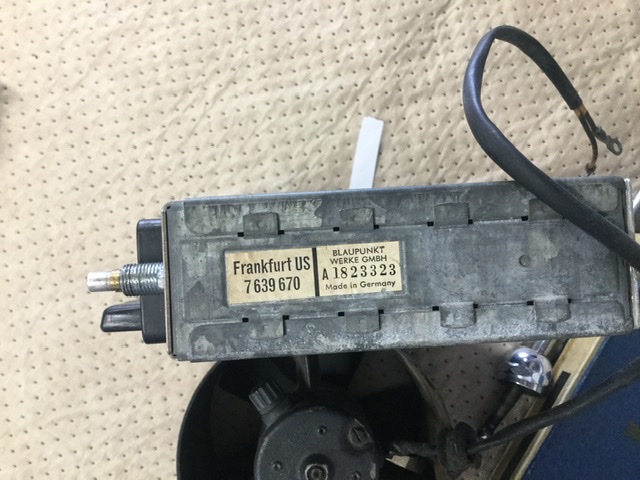 Frankfurt US
7 639 670
BLAUPUNKT
WERKE GMBH
A 1823323
Made in Germany